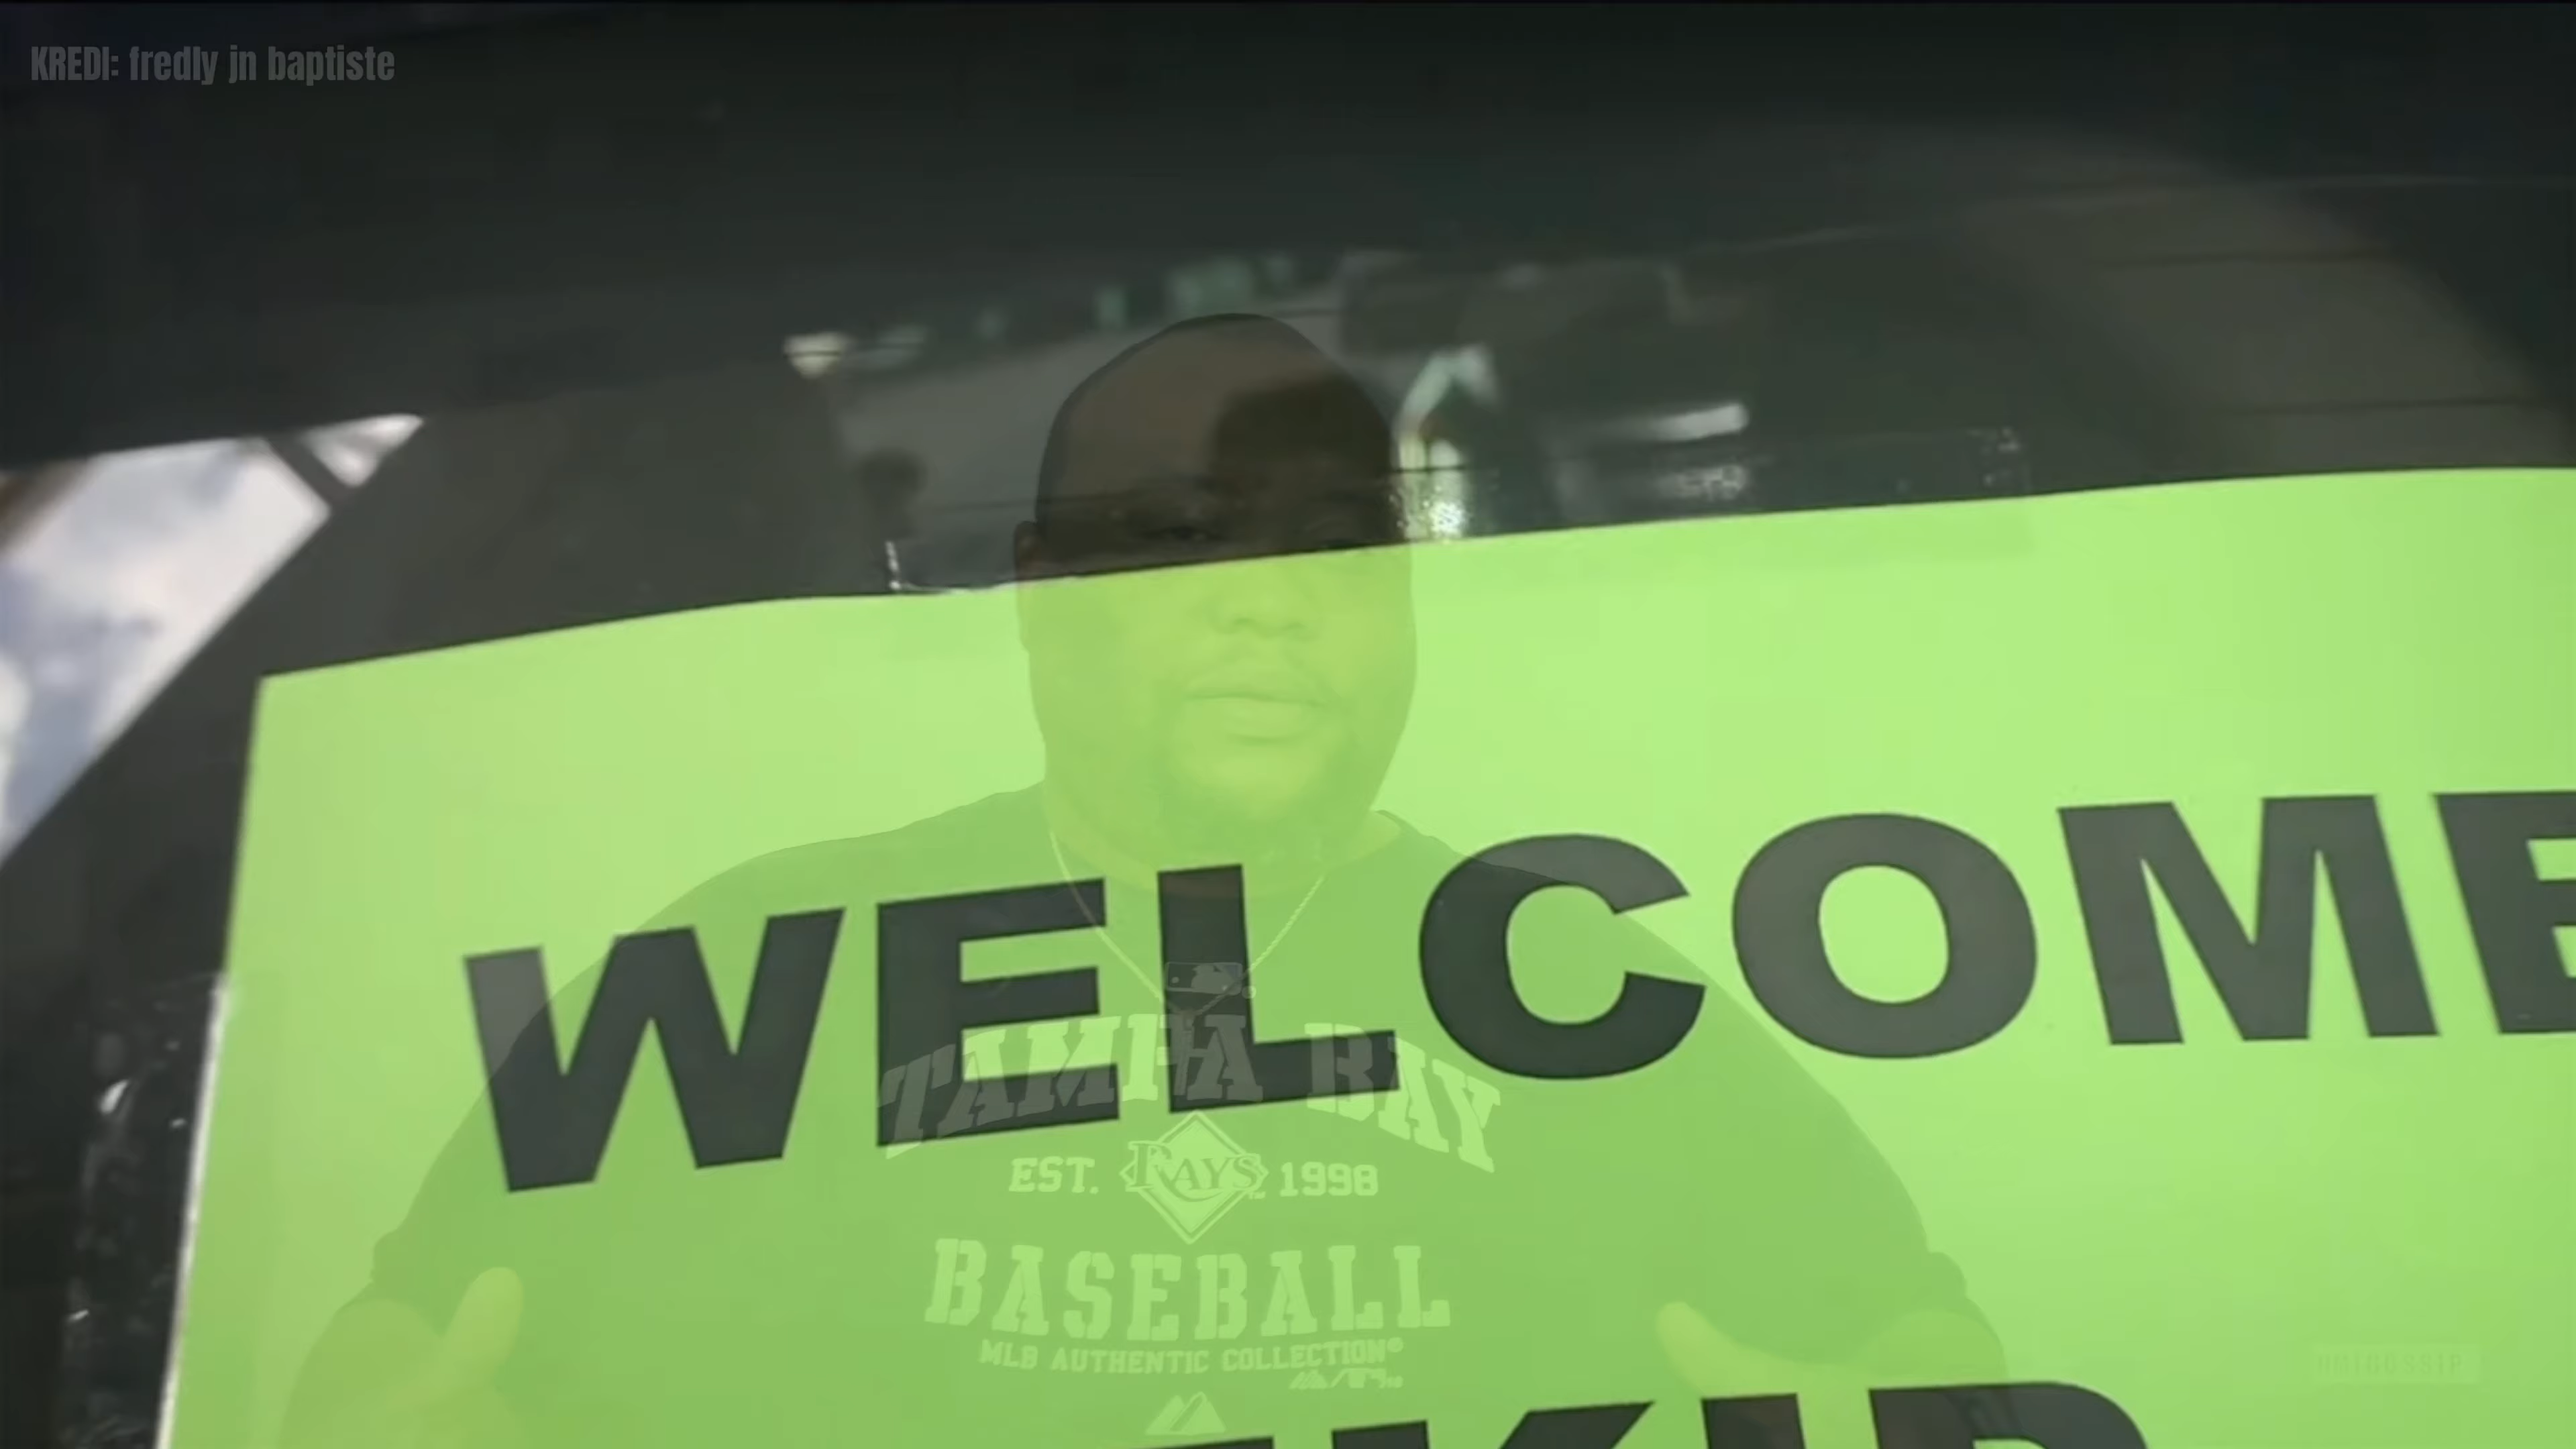 KREDI: fredly jn baptiste
WELCOME
TAMPA BAY
EST. RAYS 1998
BASEBALL
MLB AUTHENTIC COLLECTION®